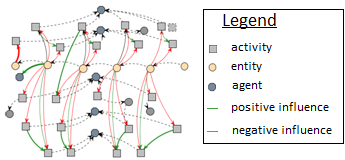 Legend
activity
entity
agent
positive influence
negative influence